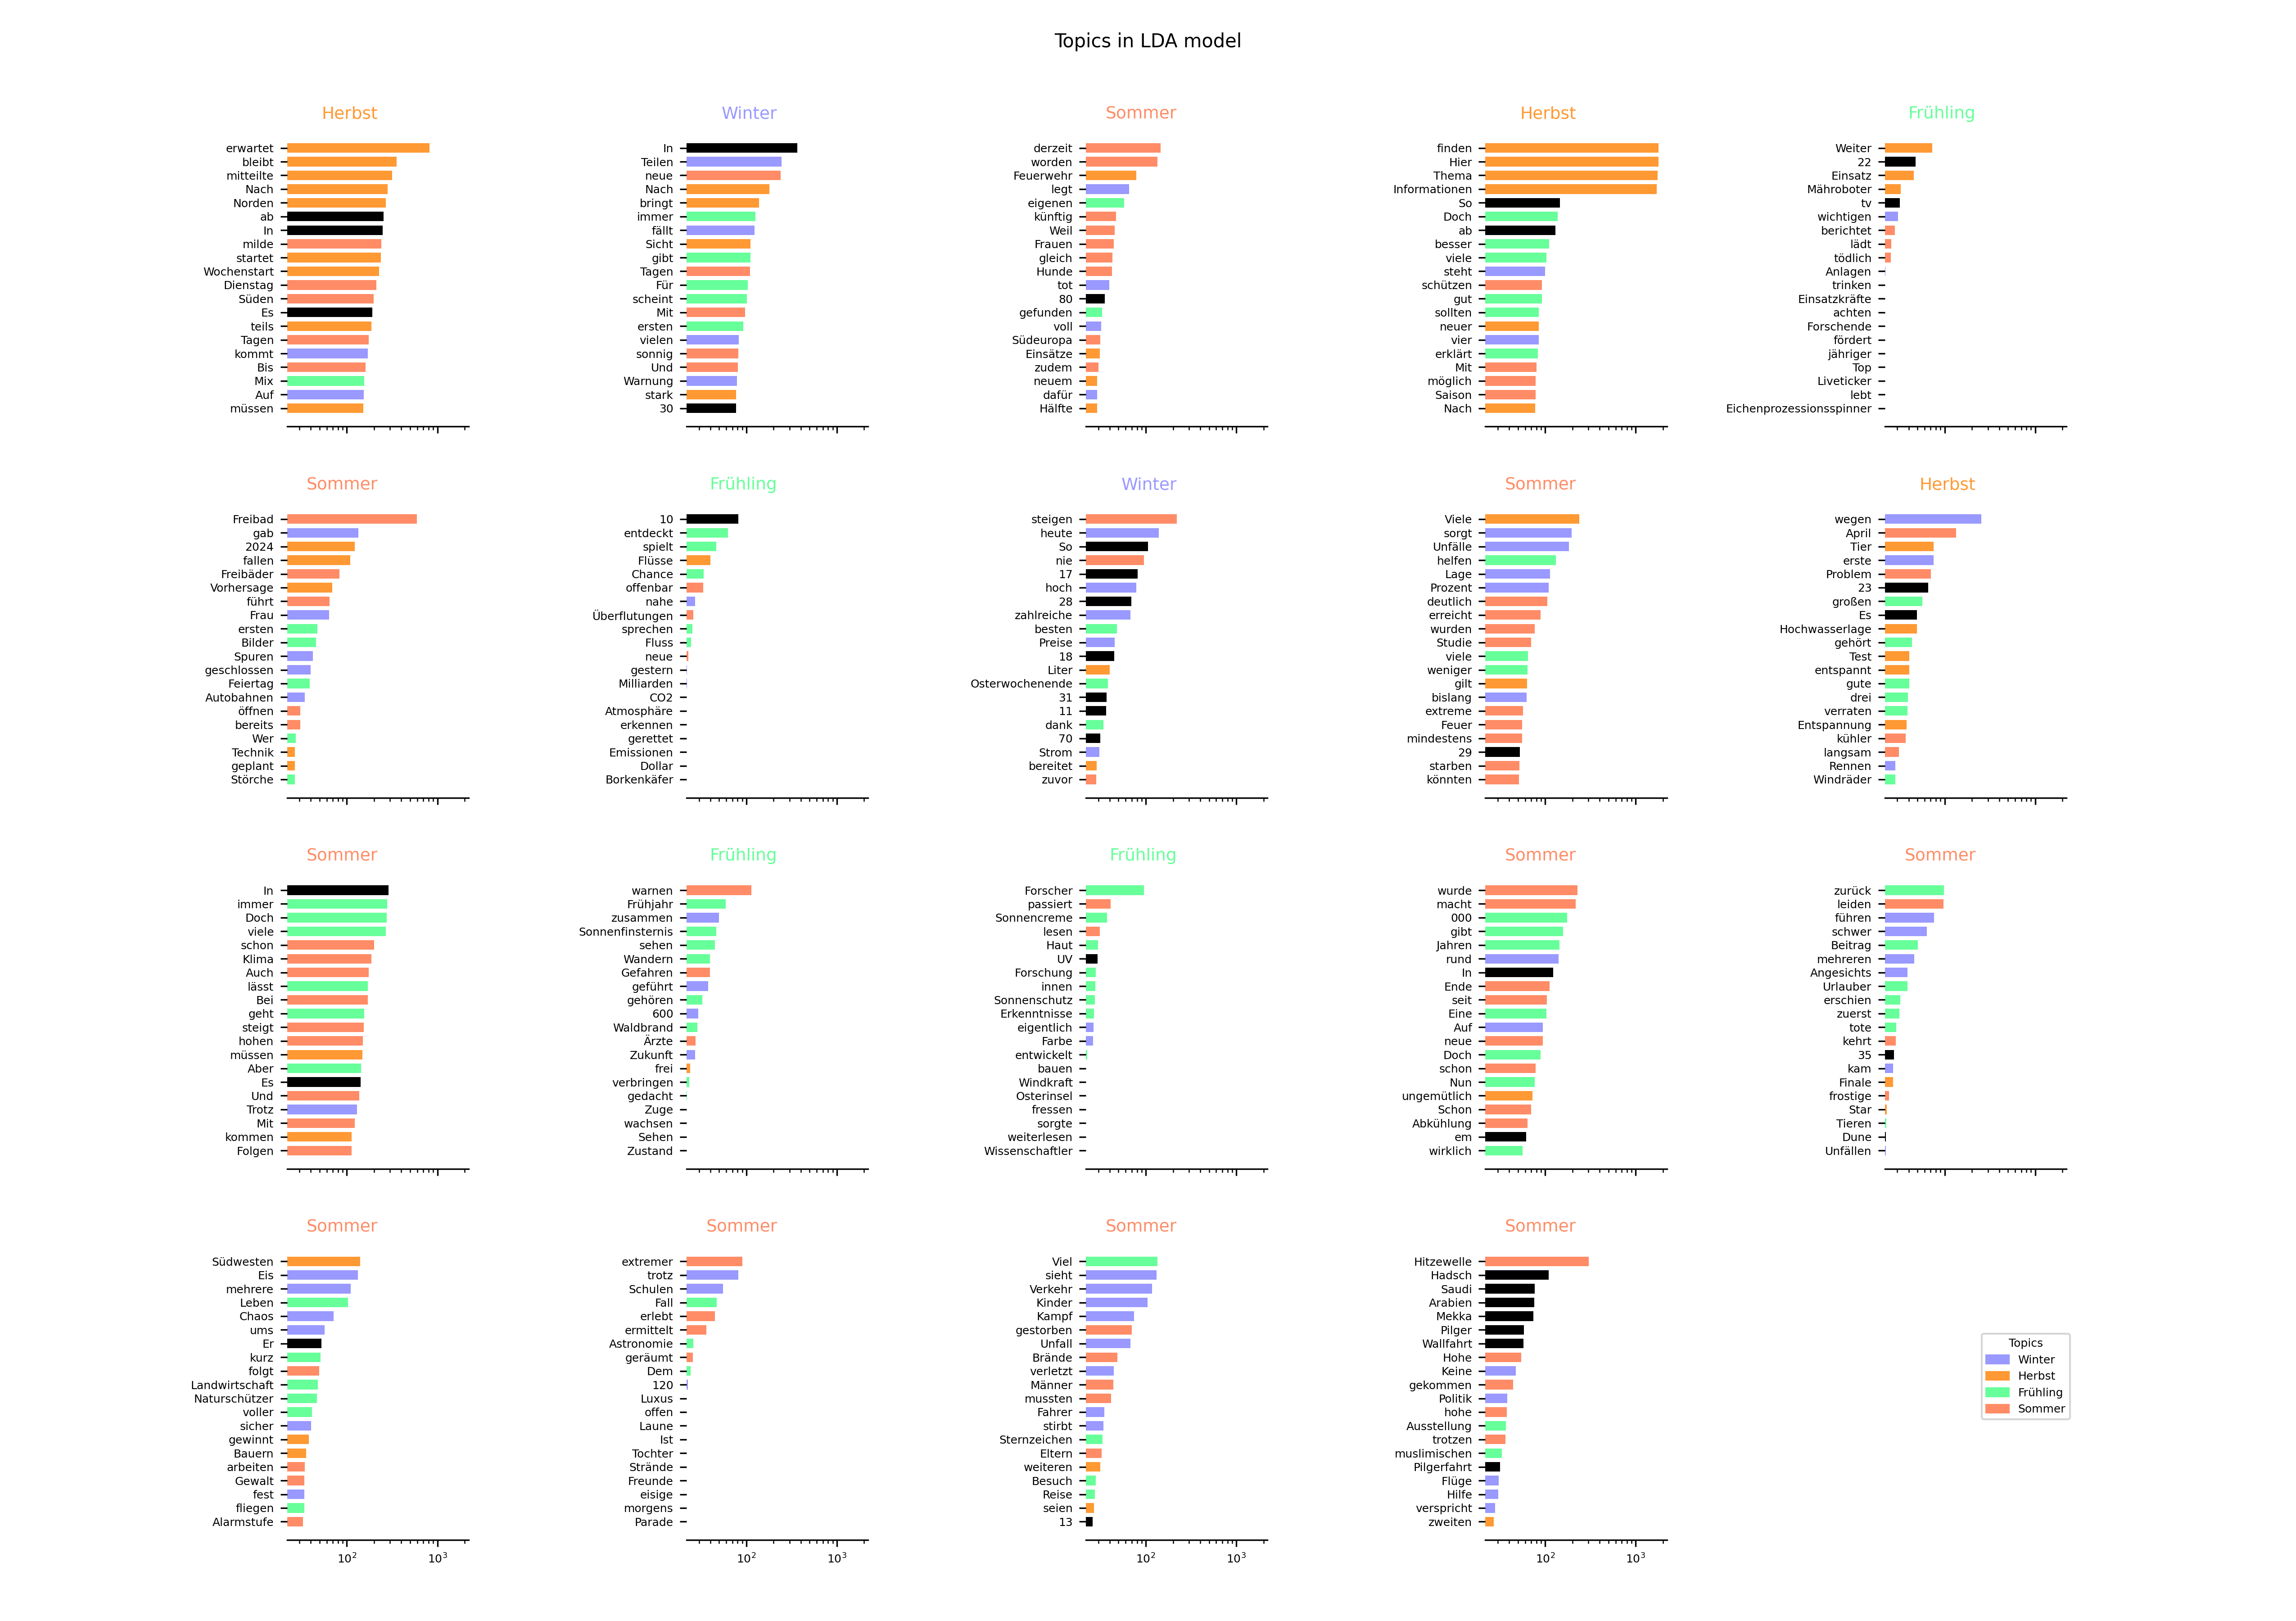 Topics in LDA model
Herbst
erwartet
bleibt
mitteilte
Nach
Norden
ab
In
milde
startet
Wochenstart
Dienstag
Süden
Es
teils
Tagen
kommt
Bis
Mix
Auf
müssen
Winter
In
Teilen
neue
Nach
bringt
immer
fällt
Sicht
gibt
Tagen
Für
scheint
Mit
ersten
vielen
sonnig
Und
Warnung
stark
30
Sommer
derzeit
worden
Feuerwehr
legt
eigenen
künftig
Weil
Frauen
gleich
Hunde
tot
80
gefunden
voll
Südeuropa
Einsätze
zudem
neuem
dafür
Hälfte
Herbst
finden
Hier
Thema
Informationen
So
Doch
ab
besser
viele
steht
schützen
gut
sollten
neuer
vier
erklärt
Mit
möglich
Saison
Nach
Frühling
Weiter
22
Einsatz
Mähroboter
tv
wichtigen
berichtet
lädt
tödlich
Anlagen
trinken
Einsatzkräfte
achten
Forschende
fördert
jähriger
Top
Liveticker
lebt
Eichenprozessionsspinner
Sommer
Freibad
gab
2024
fallen
Freibäder
Vorhersage
führt
Frau
ersten
Bilder
Spuren
geschlossen
Feiertag
Autobahnen
öffnen
bereits
Wer
Technik
geplant
Störche
Frühling
10
entdeckt
spielt
Flüsse
Chance
offenbar
nahe
Überflutungen
sprechen
Fluss
neue
gestern
Milliarden
CO2
Atmosphäre
erkennen
gerettet
Emissionen
Dollar
Borkenkäfer
Winter
steigen
heute
So
nie
17
hoch
28
zahlreiche
besten
Preise
18
Liter
Osterwochenende
31
11
dank
70
Strom
bereitet
zuvor
Sommer
Viele
sorgt
Unfälle
helfen
Lage
Prozent
deutlich
erreicht
wurden
Studie
viele
weniger
gilt
bislang
extreme
Feuer
mindestens
29
starben
könnten
Herbst
wegen
April
Tier
erste
Problem
23
großen
Es
Hochwasserlage
gehört
Test
entspannt
gute
drei
verraten
Entspannung
kühler
langsam
Rennen
Windräder
Sommer
In
immer
Doch
viele
schon
Klima
Auch
lässt
Bei
geht
steigt
hohen
müssen
Aber
Es
Und
Trotz
Mit
kommen
Folgen
Frühling
warnen
Frühjahr
zusammen
Sonnenfinsternis
sehen
Wandern
Gefahren
geführt
gehören
600
Waldbrand
Ärzte
Zukunft
frei
verbringen
gedacht
Zuge
wachsen
Sehen
Zustand
Frühling
Forscher
passiert
Sonnencreme
lesen
Haut
UV
Forschung
innen
Sonnenschutz
Erkenntnisse
eigentlich
Farbe
entwickelt
bauen
Windkraft
Osterinsel
fressen
sorgte
weiterlesen
Wissenschaftler
Sommer
wurde
macht
000
gibt
Jahren
rund
In
Ende
seit
Eine
Auf
neue
Doch
schon
Nun
ungemütlich
Schon
Abkühlung
em
wirklich
Sommer
zurück
leiden
führen
schwer
Beitrag
mehreren
Angesichts
Urlauber
erschien
zuerst
tote
kehrt
35
kam
Finale
frostige
Star
Tieren
Dune
Unfällen
Sommer
Südwesten
Eis
mehrere
Leben
Chaos
ums
Er
kurz
folgt
Landwirtschaft
Naturschützer
voller
sicher
gewinnt
Bauern
arbeiten
Gewalt
fest
fliegen
Alarmstufe
10² 10³
Sommer
extremer
trotz
Schulen
Fall
erlebt
ermittelt
Astronomie
geräumt
Dem
120
Luxus
offen
Laune
Ist
Tochter
Strände
Freunde
eisige
morgens
Parade
10² 10³
Sommer
Viel
sieht
Verkehr
Kinder
Kampf
gestorben
Unfall
Brände
verletzt
Männer
mussten
Fahrer
stirbt
Sternzeichen
Eltern
weiteren
Besuch
Reise
seien
13
10² 10³
Sommer
Hitzewelle
Hadsch
Saudi
Arabien
Mekka
Pilger
Wallfahrt
Hohe
Keine
gekommen
Politik
hohe
Ausstellung
trotzen
muslimischen
Pilgerfahrt
Flüge
Hilfe
verspricht
zweiten
10² 10³
Topics
Winter
Herbst
Frühling
Sommer